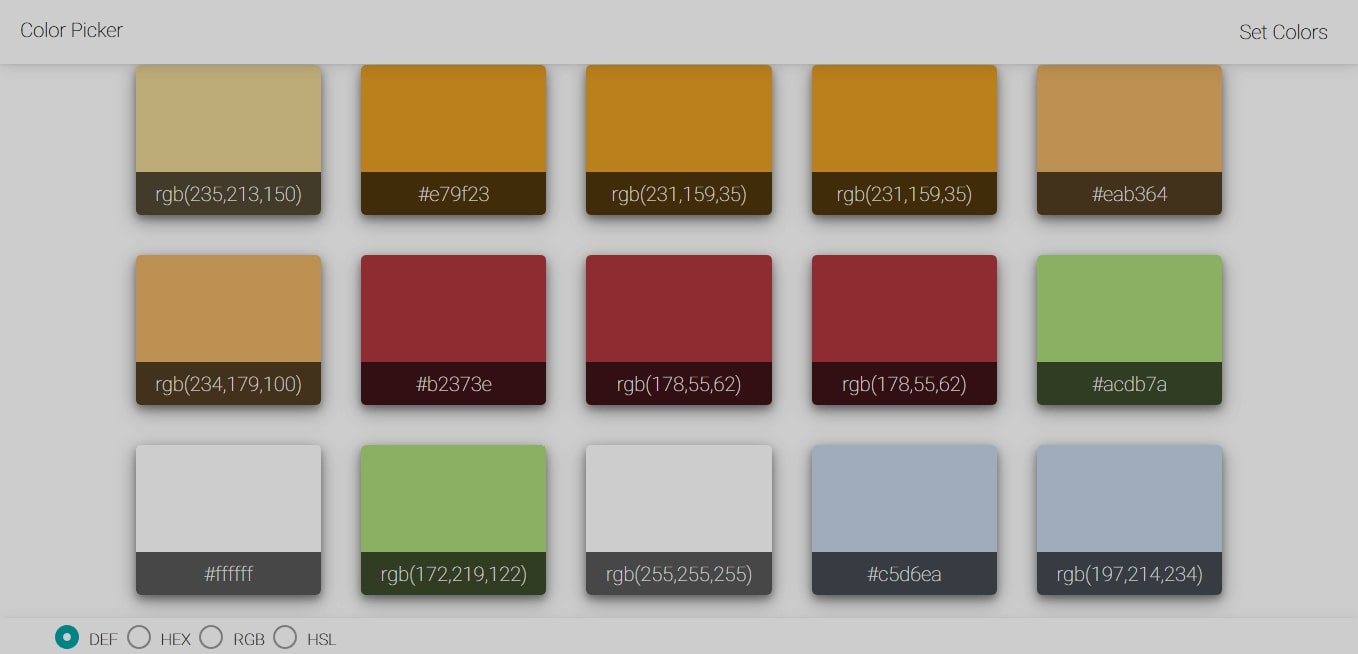 Color Picker
Set Colors
rgb(235,213,150)
#e79f23
rgb(231,159,35)
rgb(231,159,35)
#eab364
rgb(234,179,100)
#b2373e
rgb(178,55,62)
rgb(178,55,62)
#acdb7a
#ffffff
rgb(172,219,122)
rgb(255,255,255)
#c5d6ea
rgb(197,214,234)
DEF
HEX
RGB
HSL